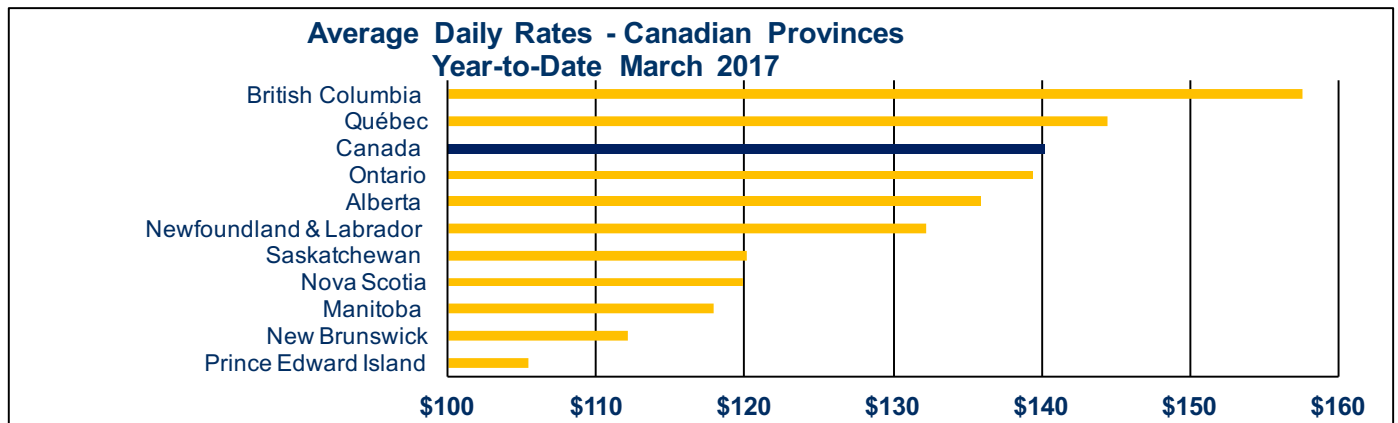 Average Daily Rates - Canadian Provinces
Year-to-Date March 2017
British Columbia
Québec
Canada
Ontario
Alberta
Newfoundland & Labrador
Saskatchewan
Nova Scotia
Manitoba
New Brunswick
Prince Edward Island
$100 $110 $120 $130 $140 $150 $160